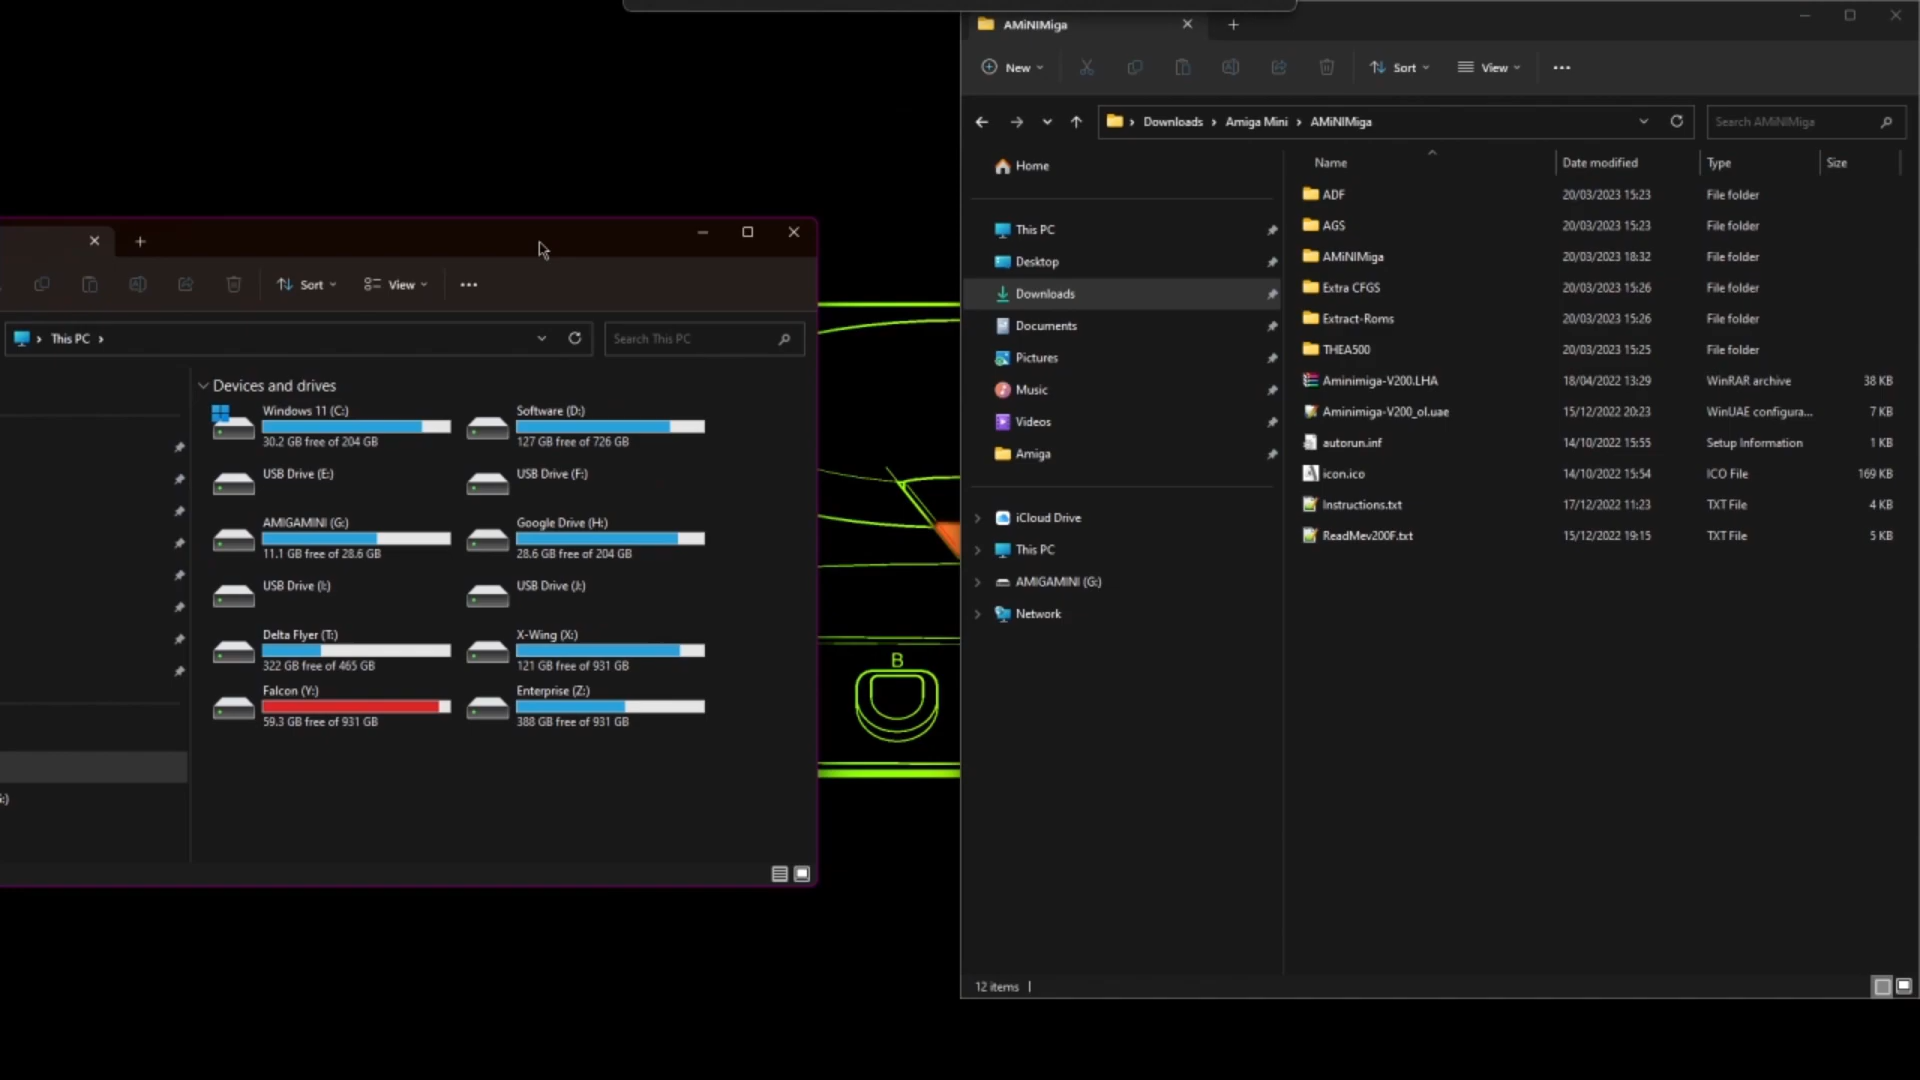 Sort
View
This PC
Search This PC
Devices and drives
Windows 11 (C:)
30.2 GB free of 204 GB
Software (D:)
127 GB free of 726 GB
USB Drive (E:)
USB Drive (F:)
AMIGAMINI (G:)
11.1 GB free of 28.6 GB
Google Drive (H:)
28.6 GB free of 204 GB
USB Drive (I:)
USB Drive (J:)
Delta Flyer (T:)
322 GB free of 465 GB
X-Wing (X:)
121 GB free of 931 GB
Falcon (Y:)
59.3 GB free of 931 GB
Enterprise (Z:)
388 GB free of 931 GB
:)
B
AMiNIMiga
New
Sort
View
Downloads
Amiga Mini
AMiNIMiga
Search AMiNIMiga
Home
This PC
Desktop
Downloads
Documents
Pictures
Music
Videos
Amiga
iCloud Drive
This PC
AMIGAMINI (G:)
Network
Name Date modified Type Size
ADF 20/03/2023 15:23 File folder
AGS 20/03/2023 15:23 File folder
AMiNIMiga 20/03/2023 18:32 File folder
Extra CFGS 20/03/2023 15:26 File folder
Extract-Roms 20/03/2023 15:26 File folder
THEA500 20/03/2023 15:25 File folder
Aminimiga-V200.LHA 18/04/2022 13:29 WinRAR archive 38 KB
Aminimiga-V200_ol.uae 15/12/2022 20:23 WinUAE configura... 7 KB
autorun.inf 14/10/2022 15:55 Setup Information 1 KB
icon.ico 14/10/2022 15:54 ICO File 169 KB
Instructions.txt 17/12/2022 11:23 TXT File 4 KB
ReadMev200F.txt 15/12/2022 19:15 TXT File 5 KB
12 items